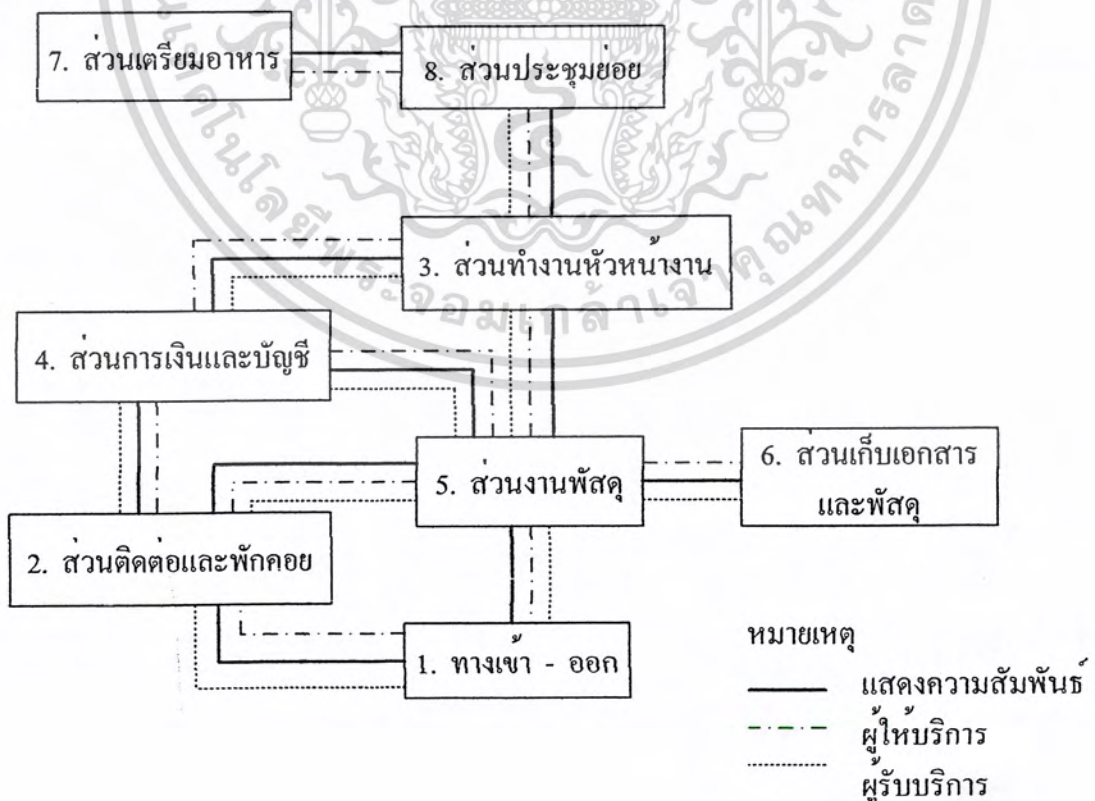 7. ส่วนเตรียมอาหาร
8. ส่วนประชุมย่อย
3. ส่วนทำงานหัวหน้างาน
4. ส่วนการเงินและบัญชี
5. ส่วนงานพัสดุ
6. ส่วนเก็บเอกสาร
และพัสดุ
2. ส่วนติดต่อและพักคอย
1. ทางเข้า - ออก
หมายเหตุ
แสดงความสัมพันธ์
ผู้ให้บริการ
ผู้รับบริการ